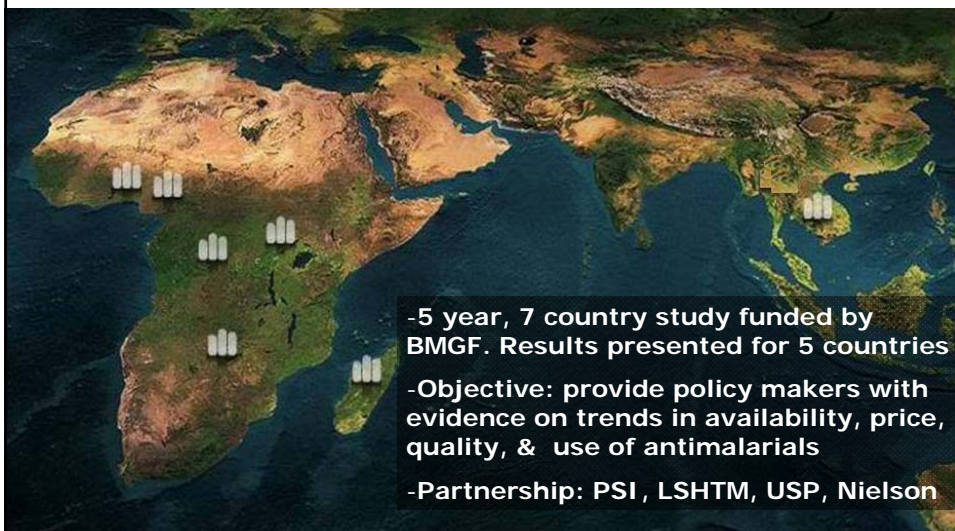 -5 year, 7 country study funded by
BMGF. Results presented for 5 countries
-Objective: provide policy makers with
evidence on trends in availability, price,
quality, & use of antimalarials
-Partnership: PSI, LSHTM, USP, Nielson